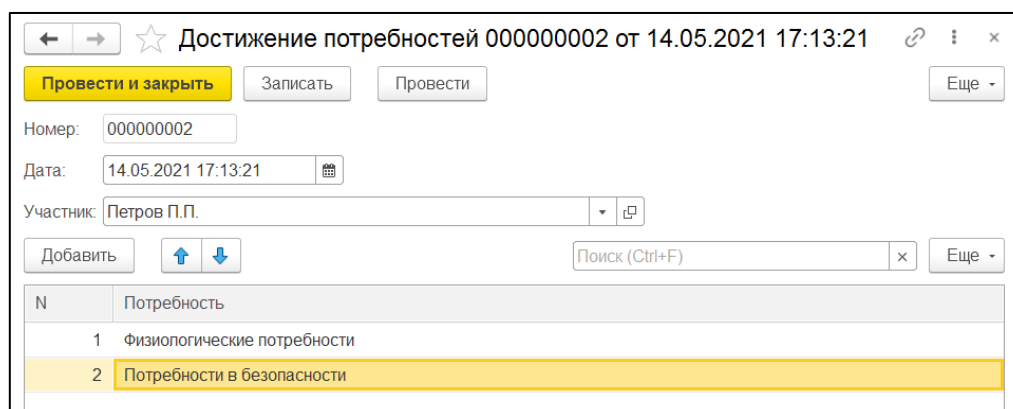 Достижение потребностей 000000002 от 14.05.2021 17:13:21
Провести и закрыть Записать Провести Еще
Номер: 000000002
Дата: 14.05.2021 17:13:21
Участник: Петров П.П.
Добавить Поиск (Ctrl+F) Еще
N Потребность
1 Физиологические потребности
2 Потребности в безопасности